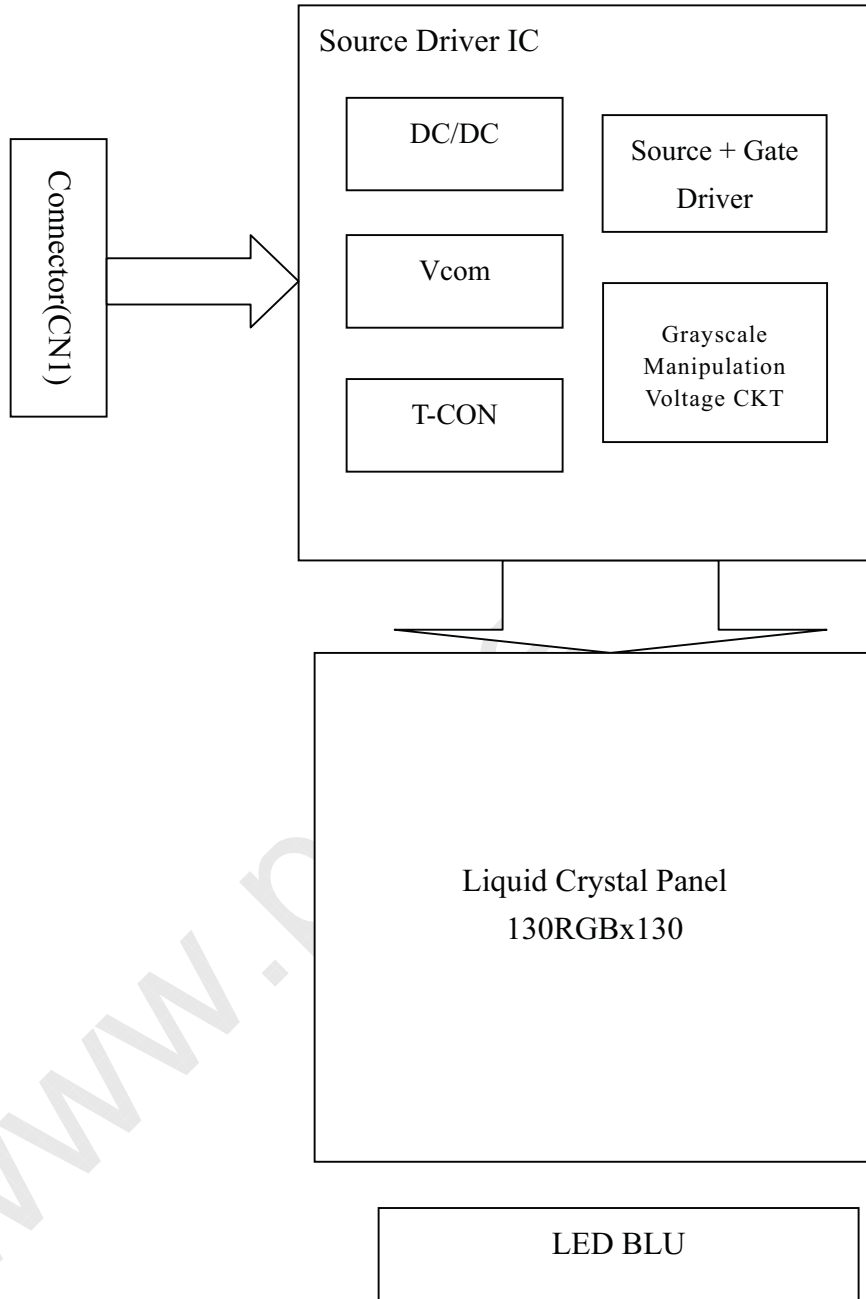 Source Driver IC
DC/DC
Source + Gate
Driver
Connector(CN1)
Vcom
Grayscale
Manipulation
Voltage CKT
T-CON
Liquid Crystal Panel
130RGBx130
LED BLU
www.p